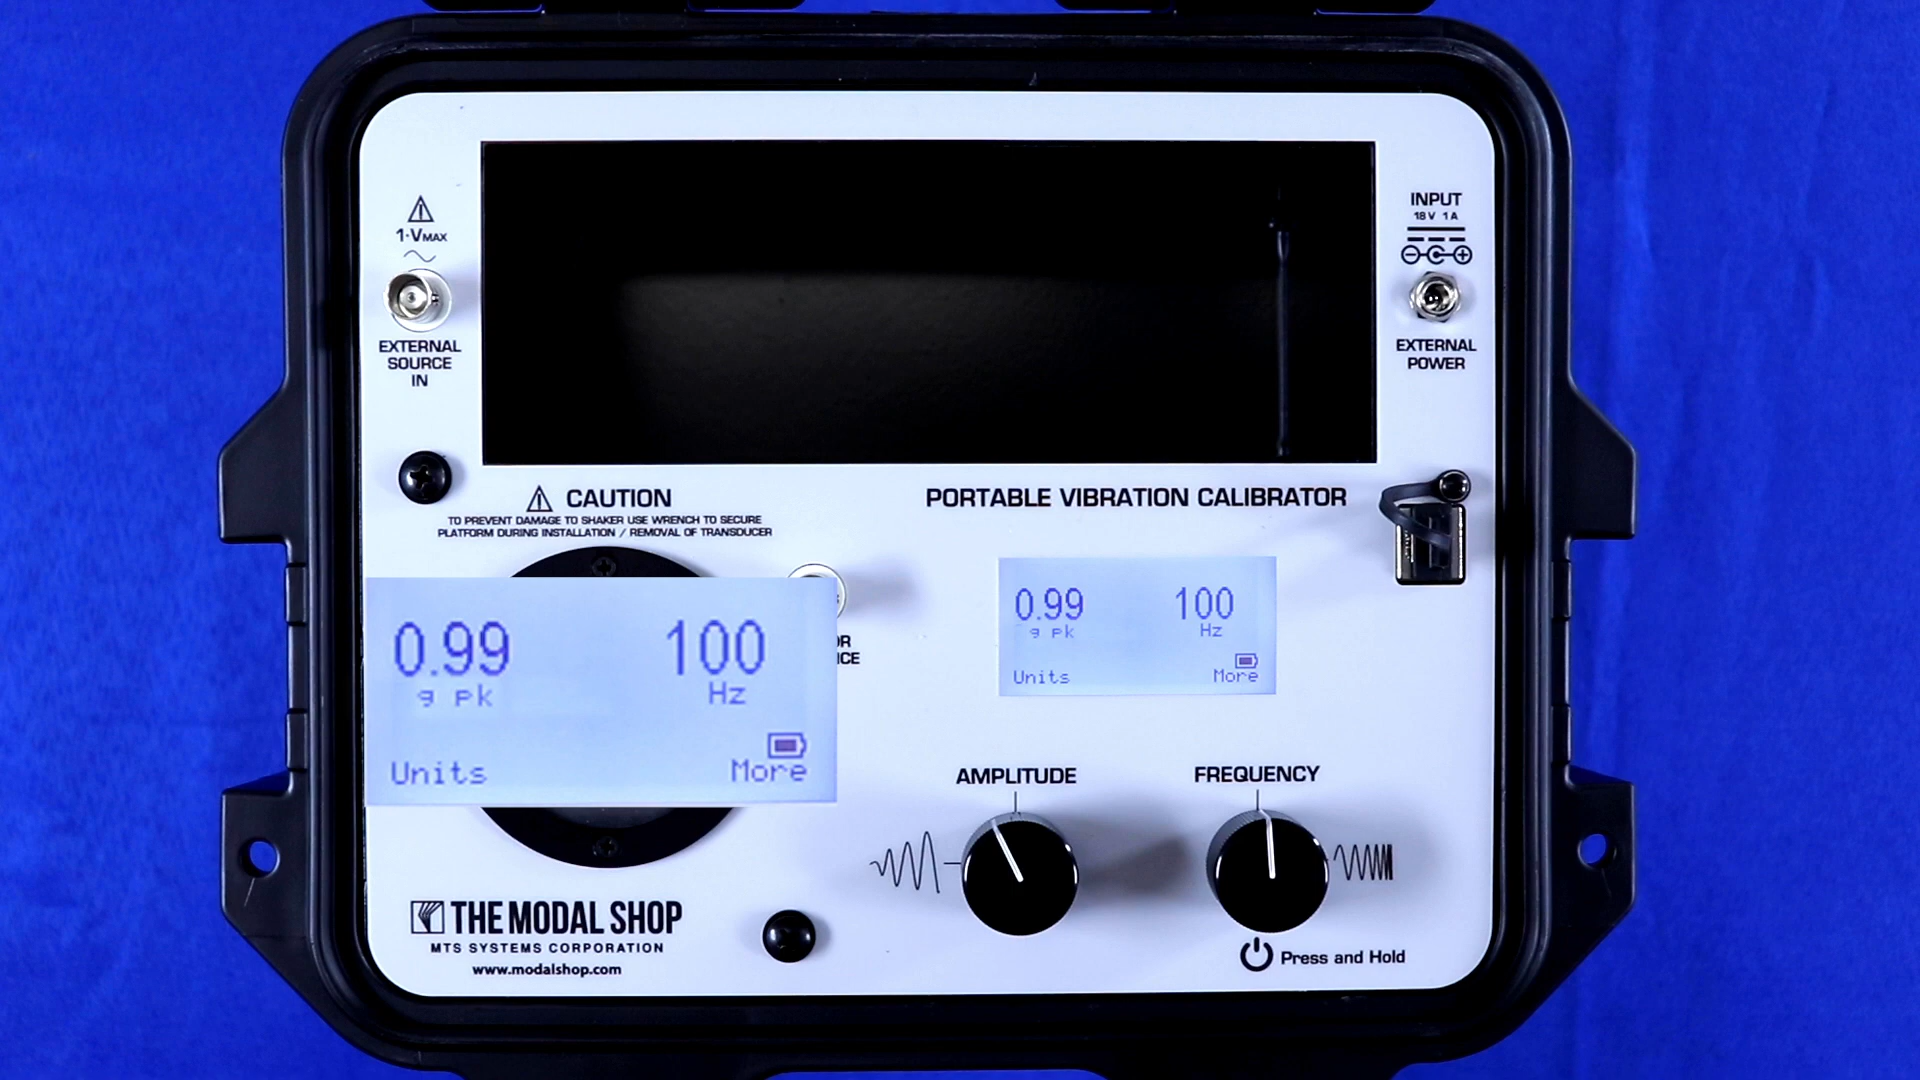 1-VMAX
EXTERNAL
SOURCE
IN
INPUT
18V 1A
EXTERNAL
POWER
CAUTION
TO PREVENT DAMAGE TO SHAKER USE WRENCH TO SECURE
PLATFORM DURING INSTALLATION / REMOVAL OF TRANSDUCER
PORTABLE VIBRATION CALIBRATOR
0.99 100
g pk Hz
Units More
0.99 100
g pk Hz
Units More
AMPLITUDE
FREQUENCY
Press and Hold
THE MODAL SHOP
MTS SYSTEMS CORPORATION
www.modalshop.com